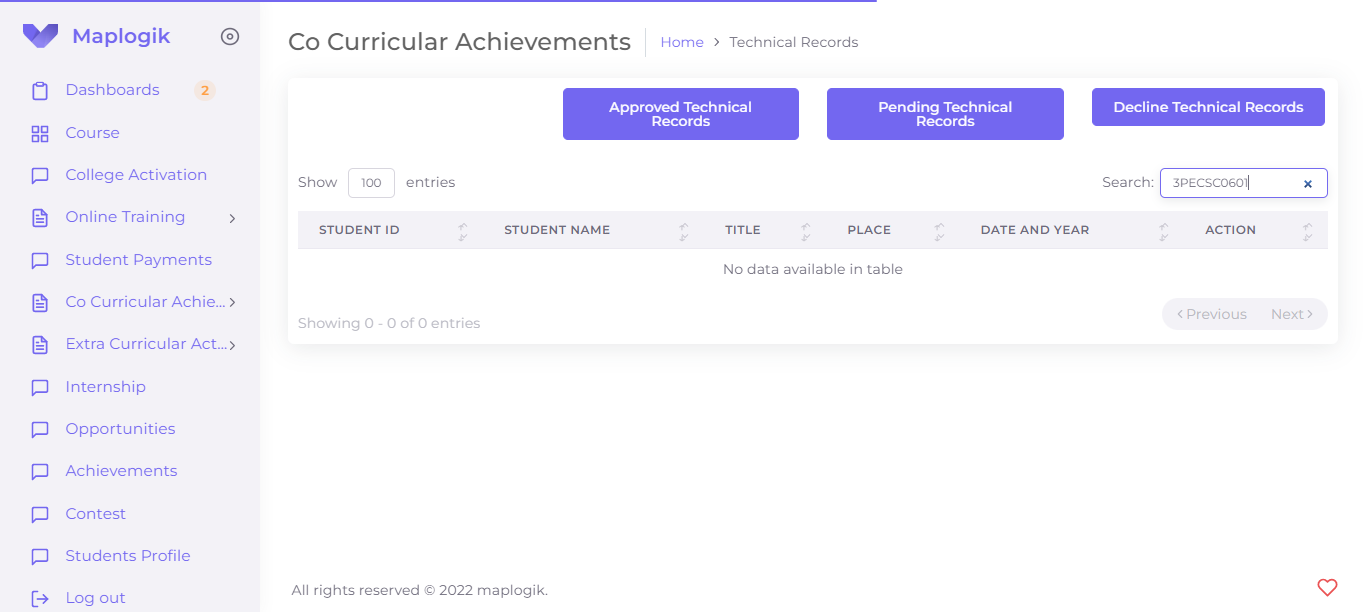 Maplogik
Dashboards 2
Course
College Activation
Online Training
Student Payments
Co Curricular Achie...
Extra Curricular Act...
Internship
Opportunities
Achievements
Contest
Students Profile
Log out
Co Curricular Achievements Home > Technical Records
Approved Technical
Records
Pending Technical
Records
Decline Technical Records
Show 100 entries
Search: 3PECSC0601 ×
STUDENT ID STUDENT NAME TITLE PLACE DATE AND YEAR ACTION
No data available in table
Showing 0 - 0 of 0 entries
‹ Previous Next ›
All rights reserved © 2022 maplogik.